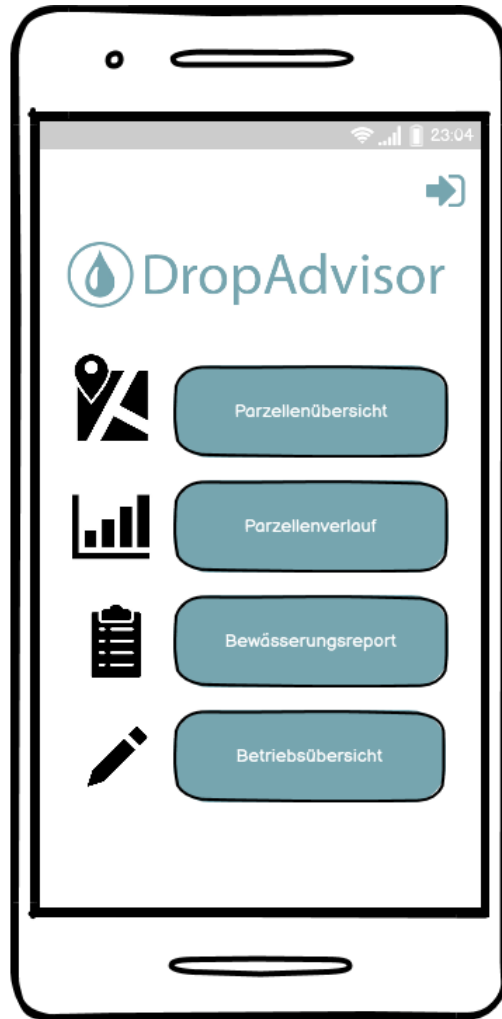 23:04
DropAdvisor
Parzellenübersicht
Parzellenverlauf
Bewässerungsreport
Betriebsübersicht